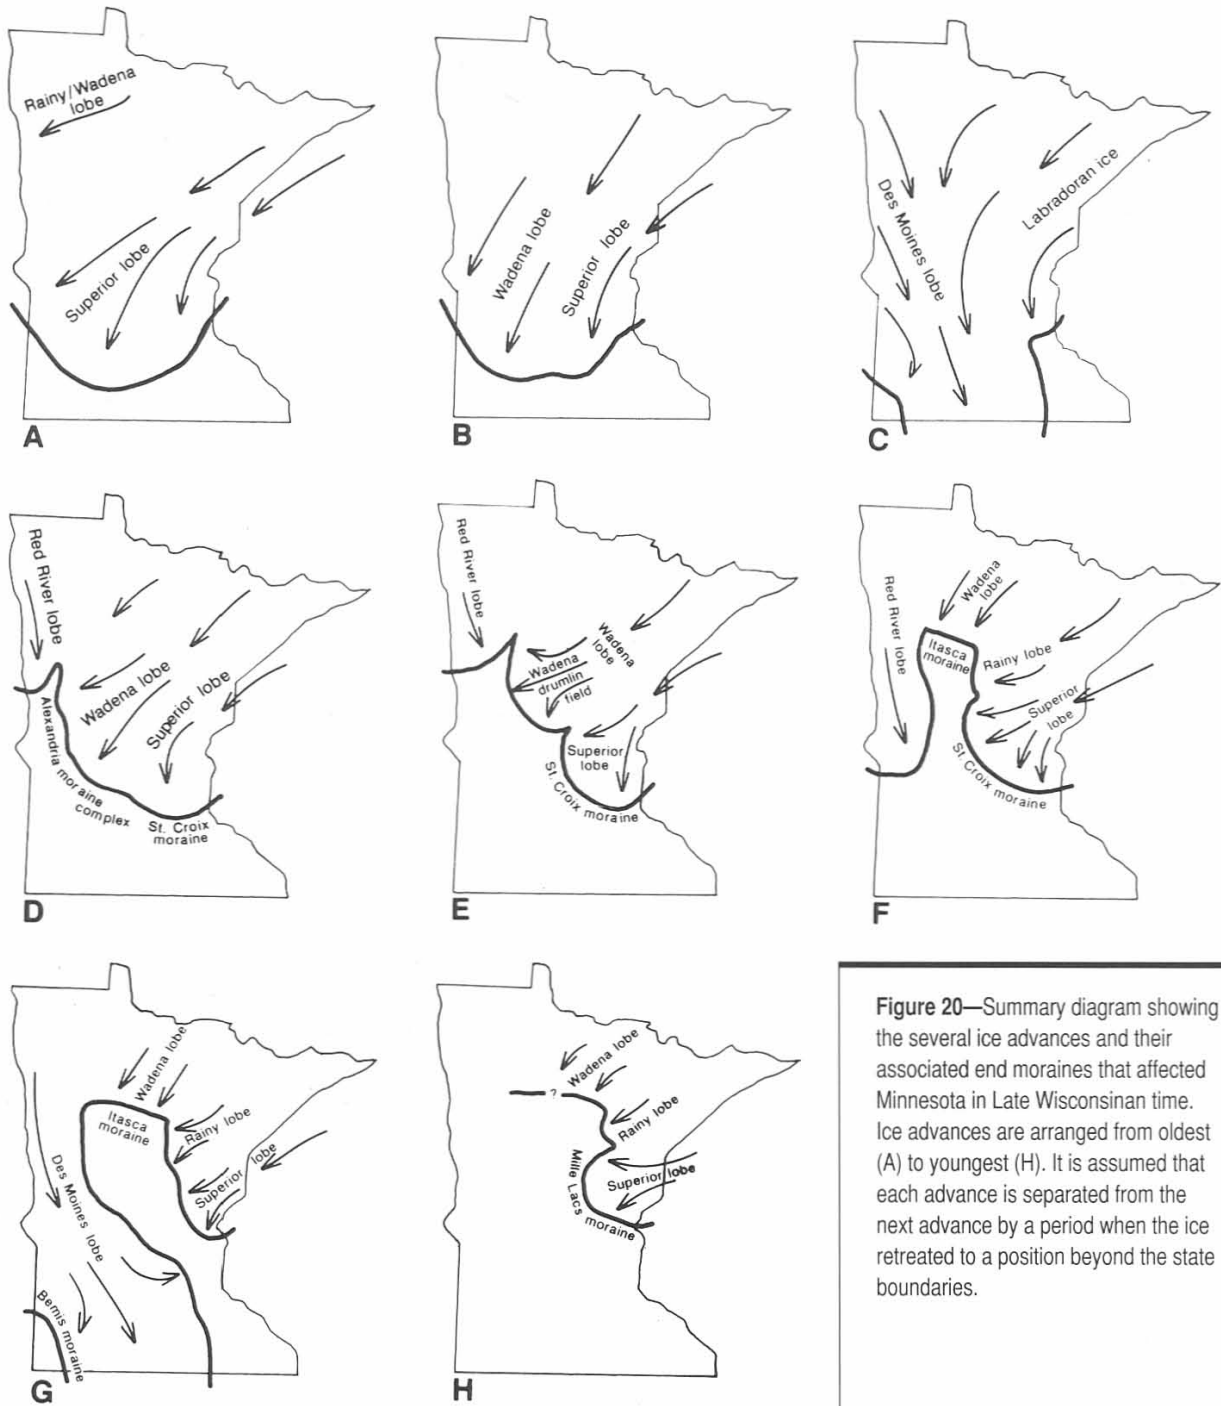 Rainy/Wadena
lobe
Superior lobe
A
Wadena lobe
Superior lobe
B
Des Moines lobe
Labradoran ice
C
Red River lobe
Wadena lobe
Superior lobe
Alexandria moraine
complex
St. Croix
moraine
D
Red River lobe
Wadena
lobe
Wadena
drumlin
field
Superior
lobe
St. Croix moraine
E
Red River lobe
Wadena
lobe
Itasca
moraine
Rainy lobe
Superior
lobe
St. Croix moraine
F
Wadena lobe
Itasca
moraine
Rainy lobe
Superior lobe
Des Moines lobe
Bemis moraine
G
Wadena lobe
?
Rainy lobe
Superior lobe
Mille Lacs
moraine
H
Figure 20—Summary diagram showing
the several ice advances and their
associated end moraines that affected
Minnesota in Late Wisconsinan time.
Ice advances are arranged from oldest
(A) to youngest (H). It is assumed that
each advance is separated from the
next advance by a period when the ice
retreated to a position beyond the state
boundaries.